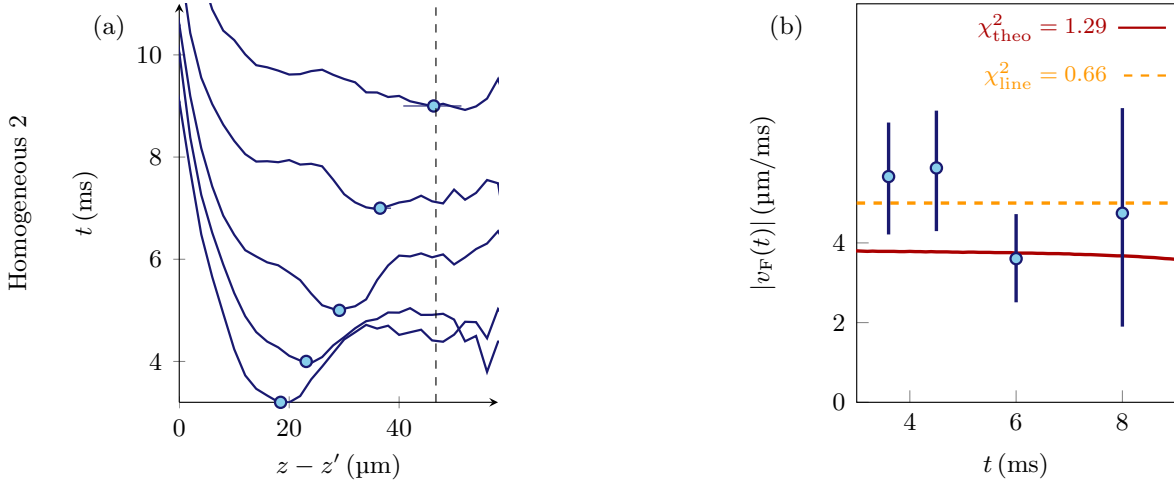 Homogeneous 2
(a)
t (ms)
10
8
6
4
0
20
40
z − z′ (µm)
(b)
χ²theo = 1.29
χ²line = 0.66
|vF(t)| (µm/ms)
4
2
0
4
6
8
t (ms)